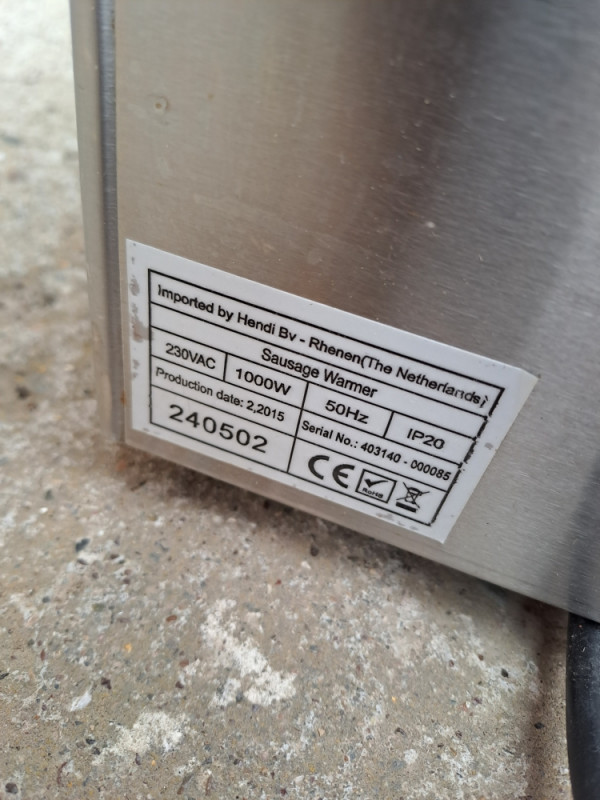 Imported by Hendi Bv - Rhenen(The Netherlands)
Sausage Warmer
230VAC 1000W 50Hz IP20
Production date: 2,2015
Serial No.: 403140 - 000085
240502
CE RoHS